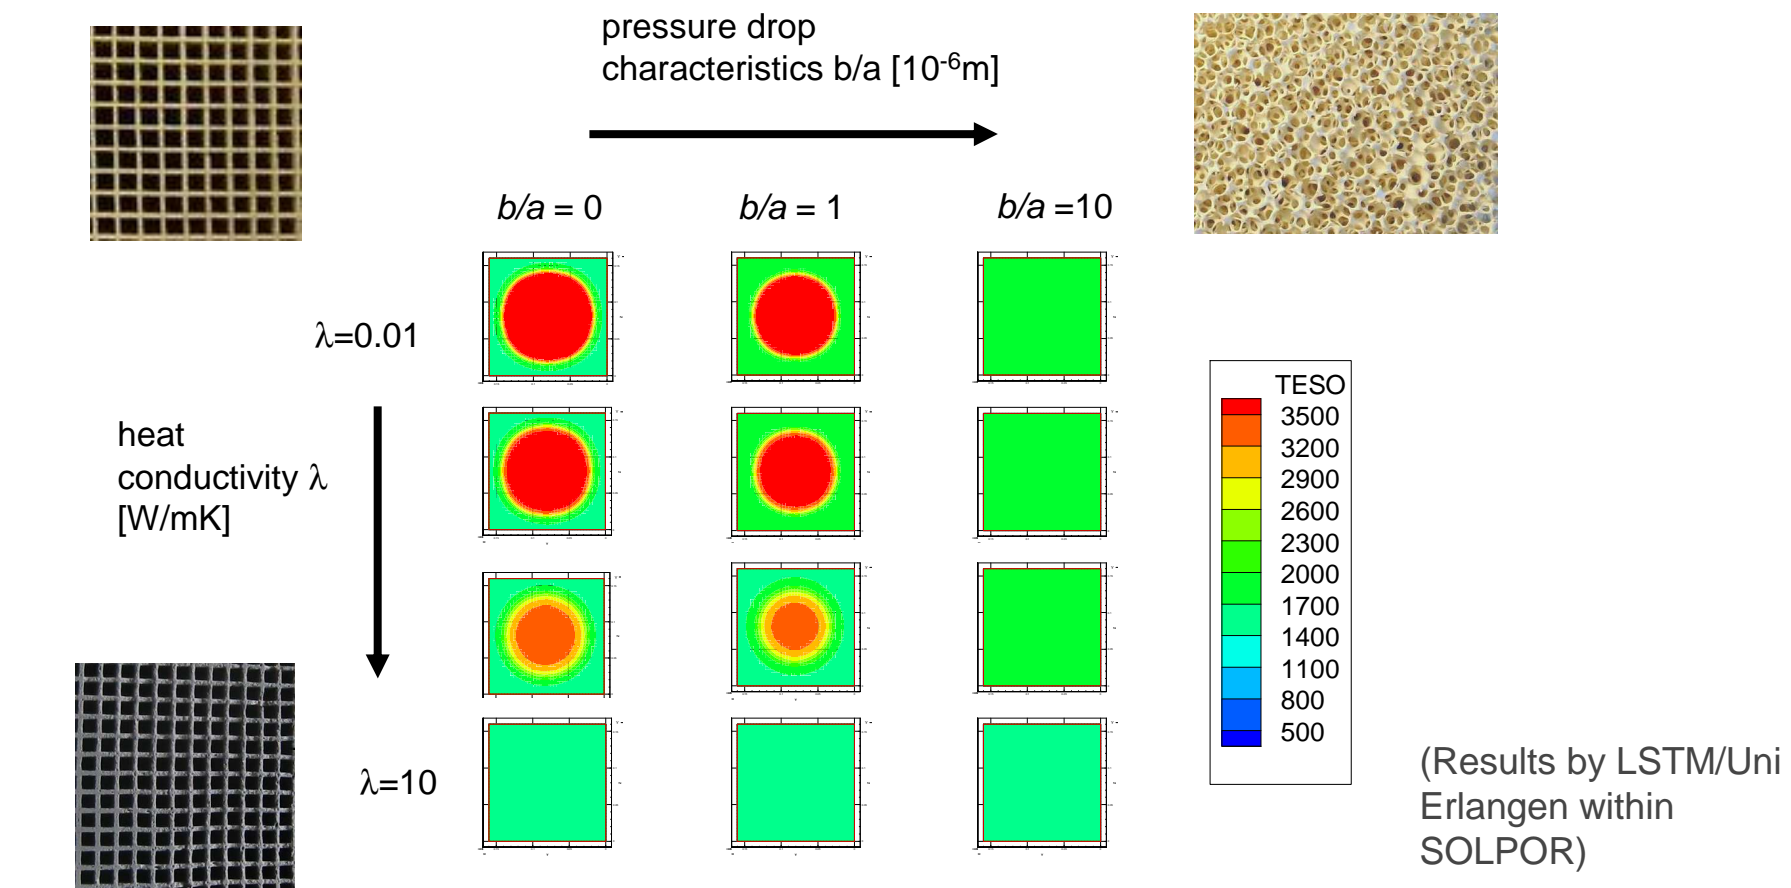 pressure drop
characteristics b/a [10⁻⁶m]
b/a = 0
b/a = 1
b/a =10
λ=0.01
heat
conductivity λ
[W/mK]
λ=10
TESO
3500
3200
2900
2600
2300
2000
1700
1400
1100
800
500
(Results by LSTM/Uni
Erlangen within
SOLPOR)